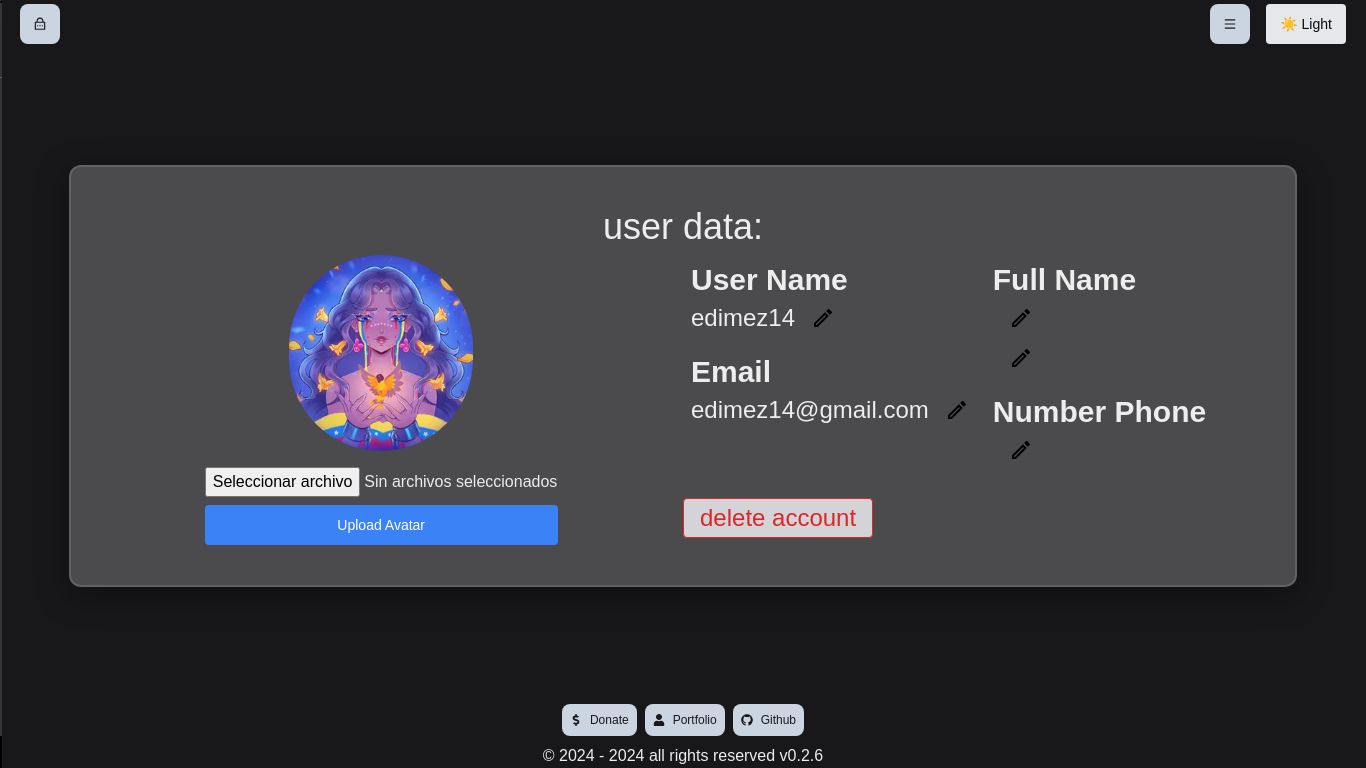 Light
user data:
User Name
edimez14
Email
edimez14@gmail.com
Full Name
Number Phone
Seleccionar archivo Sin archivos seleccionados
Upload Avatar
delete account
Donate Portfolio Github
© 2024 - 2024 all rights reserved v0.2.6